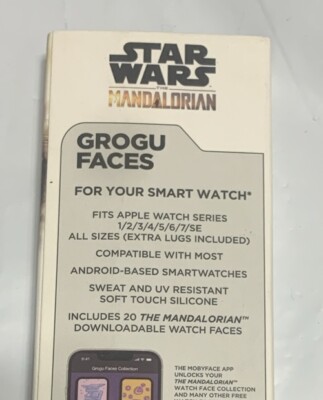 STAR
WARS
THE
MANDALORIAN
GROGU
FACES
FOR YOUR SMART WATCH*
FITS APPLE WATCH SERIES
1/2/3/4/5/6/7/SE
ALL SIZES (EXTRA LUGS INCLUDED)
COMPATIBLE WITH MOST
ANDROID-BASED SMARTWATCHES
SWEAT AND UV RESISTANT
SOFT TOUCH SILICONE
INCLUDES 20 THE MANDALORIAN™
DOWNLOADABLE WATCH FACES
Grogu Faces Collection
THE MOBYFACE APP
UNLOCKS YOUR
THE MANDALORIAN™
WATCH FACE COLLECTION
AND MANY OTHER FREE